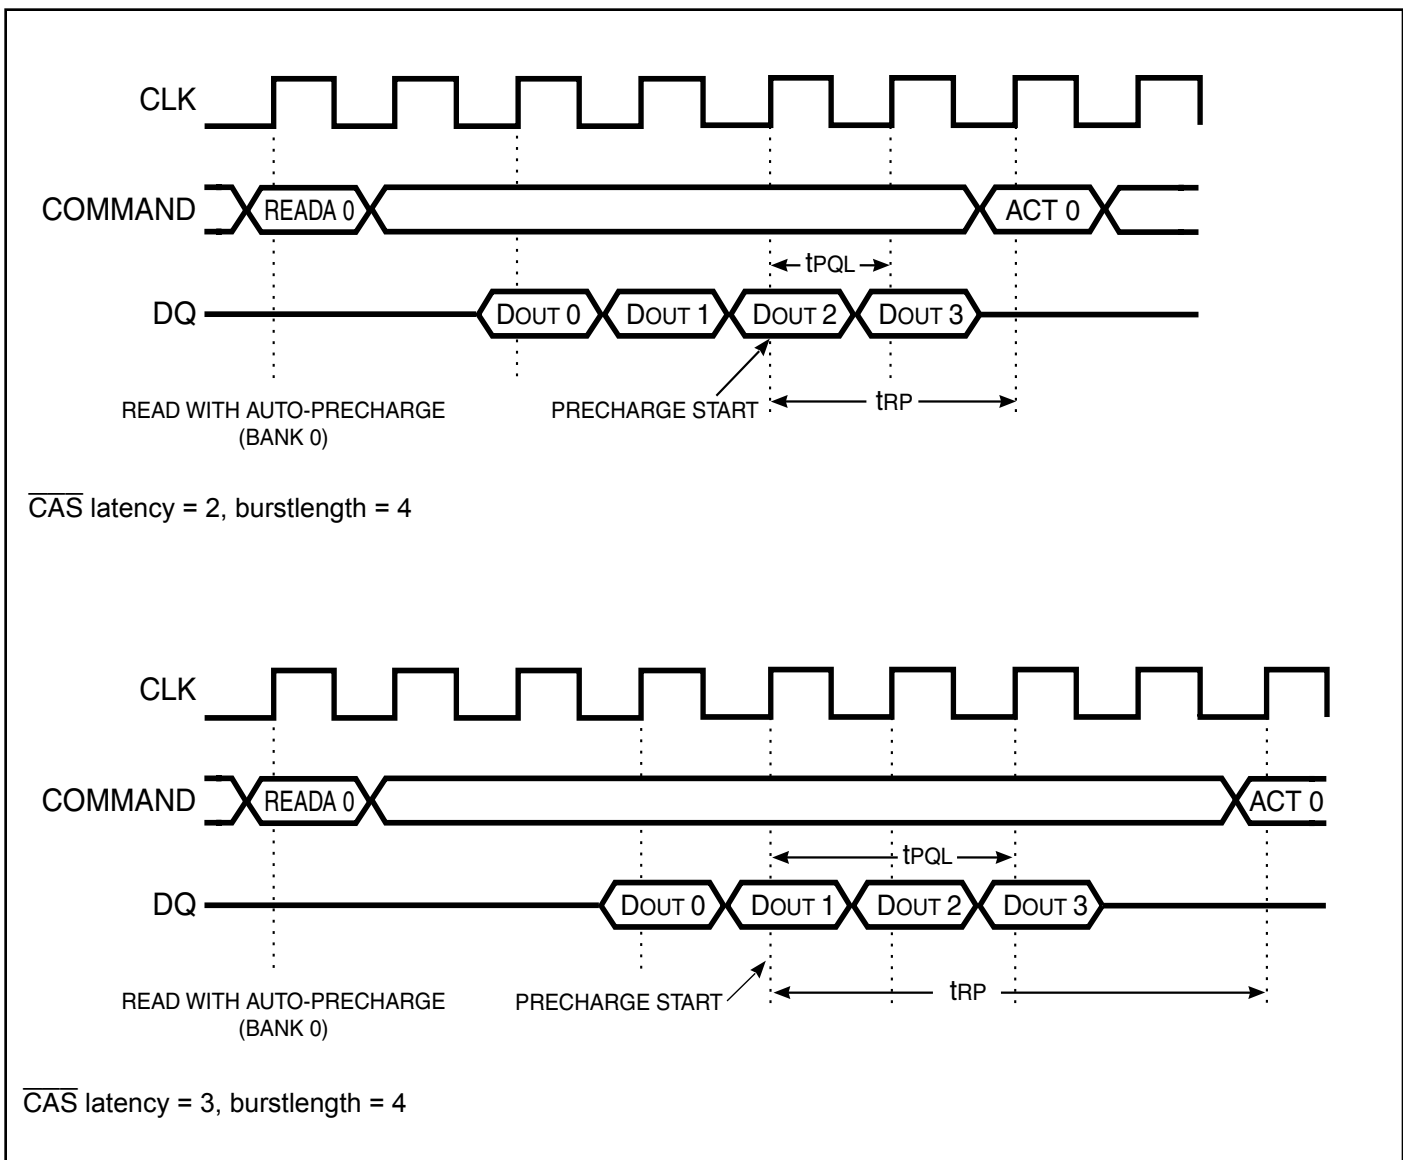 CLK
COMMAND READA 0 ACT 0
tPQL
DQ DOUT 0 DOUT 1 DOUT 2 DOUT 3
READ WITH AUTO-PRECHARGE PRECHARGE START tRP
(BANK 0)
C̅A̅S̅ latency = 2, burstlength = 4
CLK
COMMAND READA 0 ACT 0
tPQL
DQ DOUT 0 DOUT 1 DOUT 2 DOUT 3
READ WITH AUTO-PRECHARGE PRECHARGE START tRP
(BANK 0)
C̅A̅S̅ latency = 3, burstlength = 4